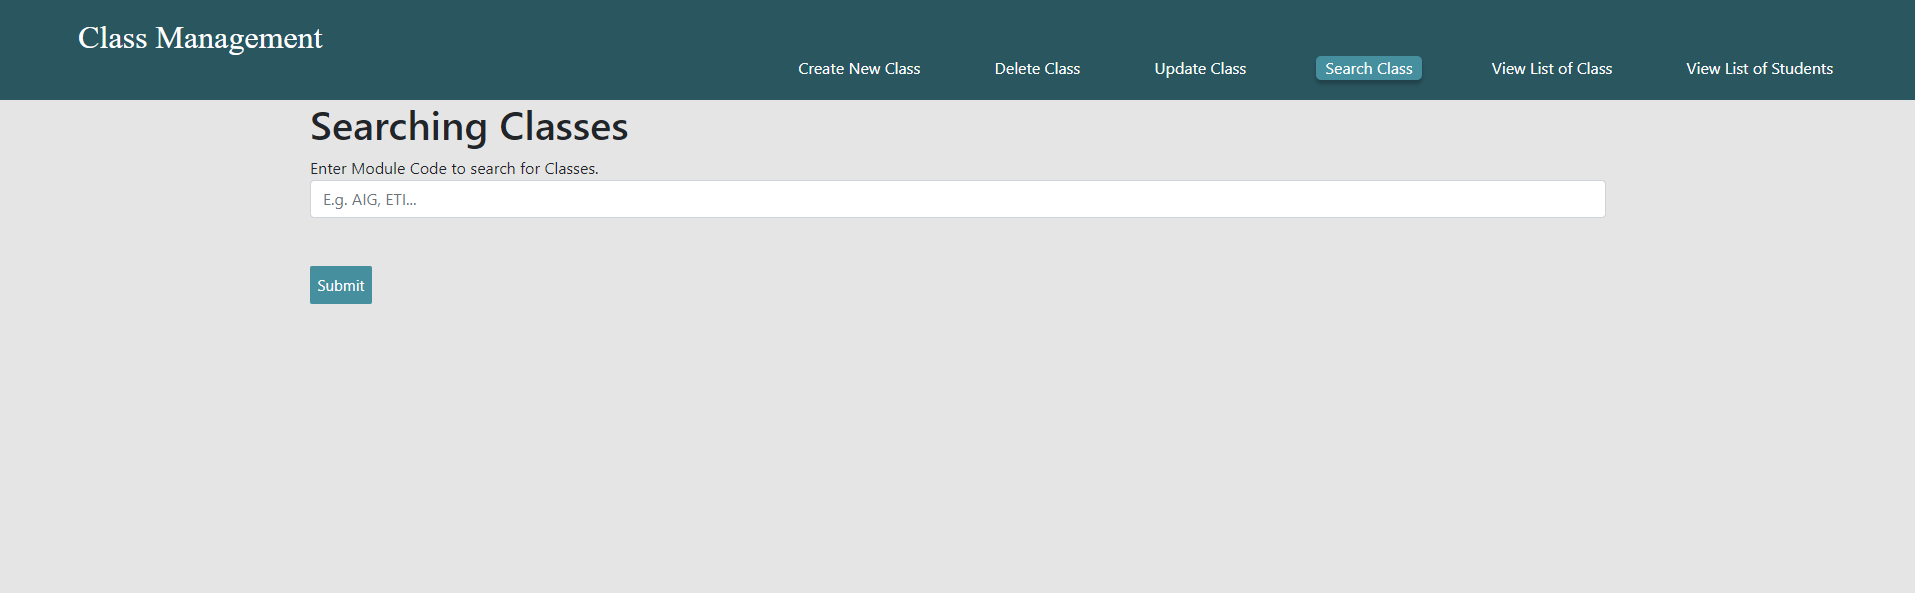 Class Management
Create New Class Delete Class Update Class Search Class View List of Class View List of Students
Searching Classes
Enter Module Code to search for Classes.
E.g. AIG, ETI...
Submit